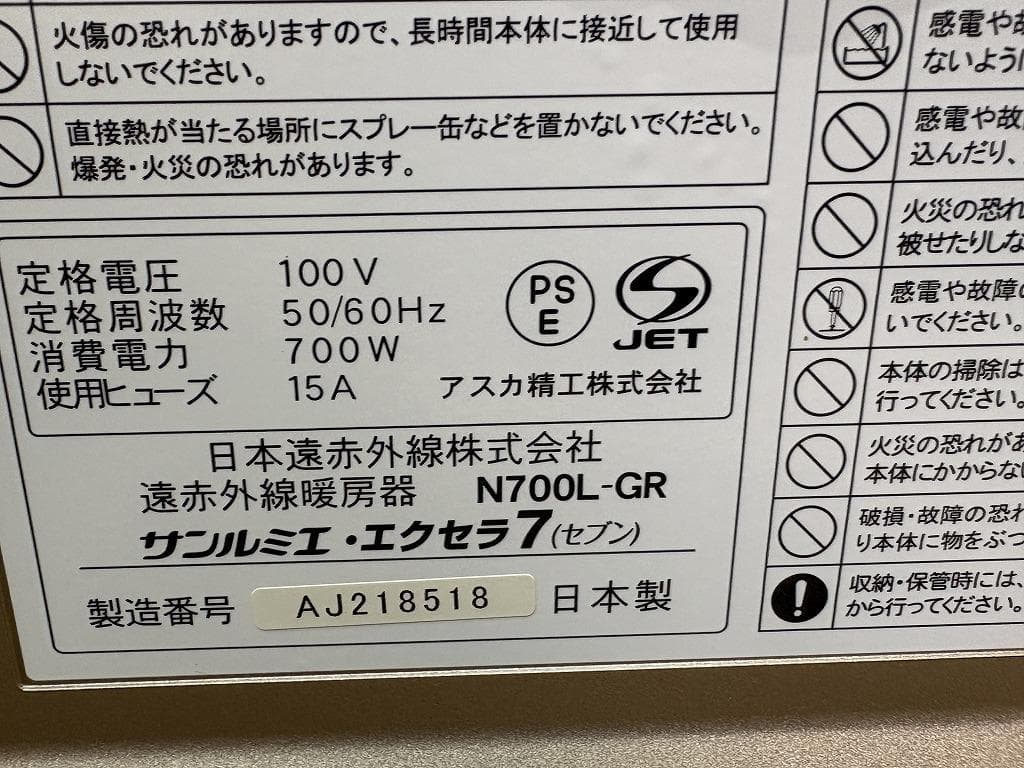 火傷の恐れがありますので、長時間本体に接近して使用
しないでください。
直接熱が当たる場所にスプレー缶などを置かないでください。
爆発・火災の恐れがあります。
定格電圧 100V
定格周波数 50/60Hz
消費電力 700W
使用ヒューズ 15A
PS
E
S
JET
アスカ精工株式会社
日本遠赤外線株式会社
遠赤外線暖房器 N700L-GR
サンルミエ・エクセラ7(セブン)
製造番号 AJ218518 日本製
感電や故
ないように
感電や故
込んだり、
火災の恐れ
被せたりしな
感電や故障の
いでください。
本体の掃除は
行ってください。
火災の恐れがあ
本体にかからな
破損・故障の恐れ
り本体に物をぶつ
収納・保管時には、
から行ってください。